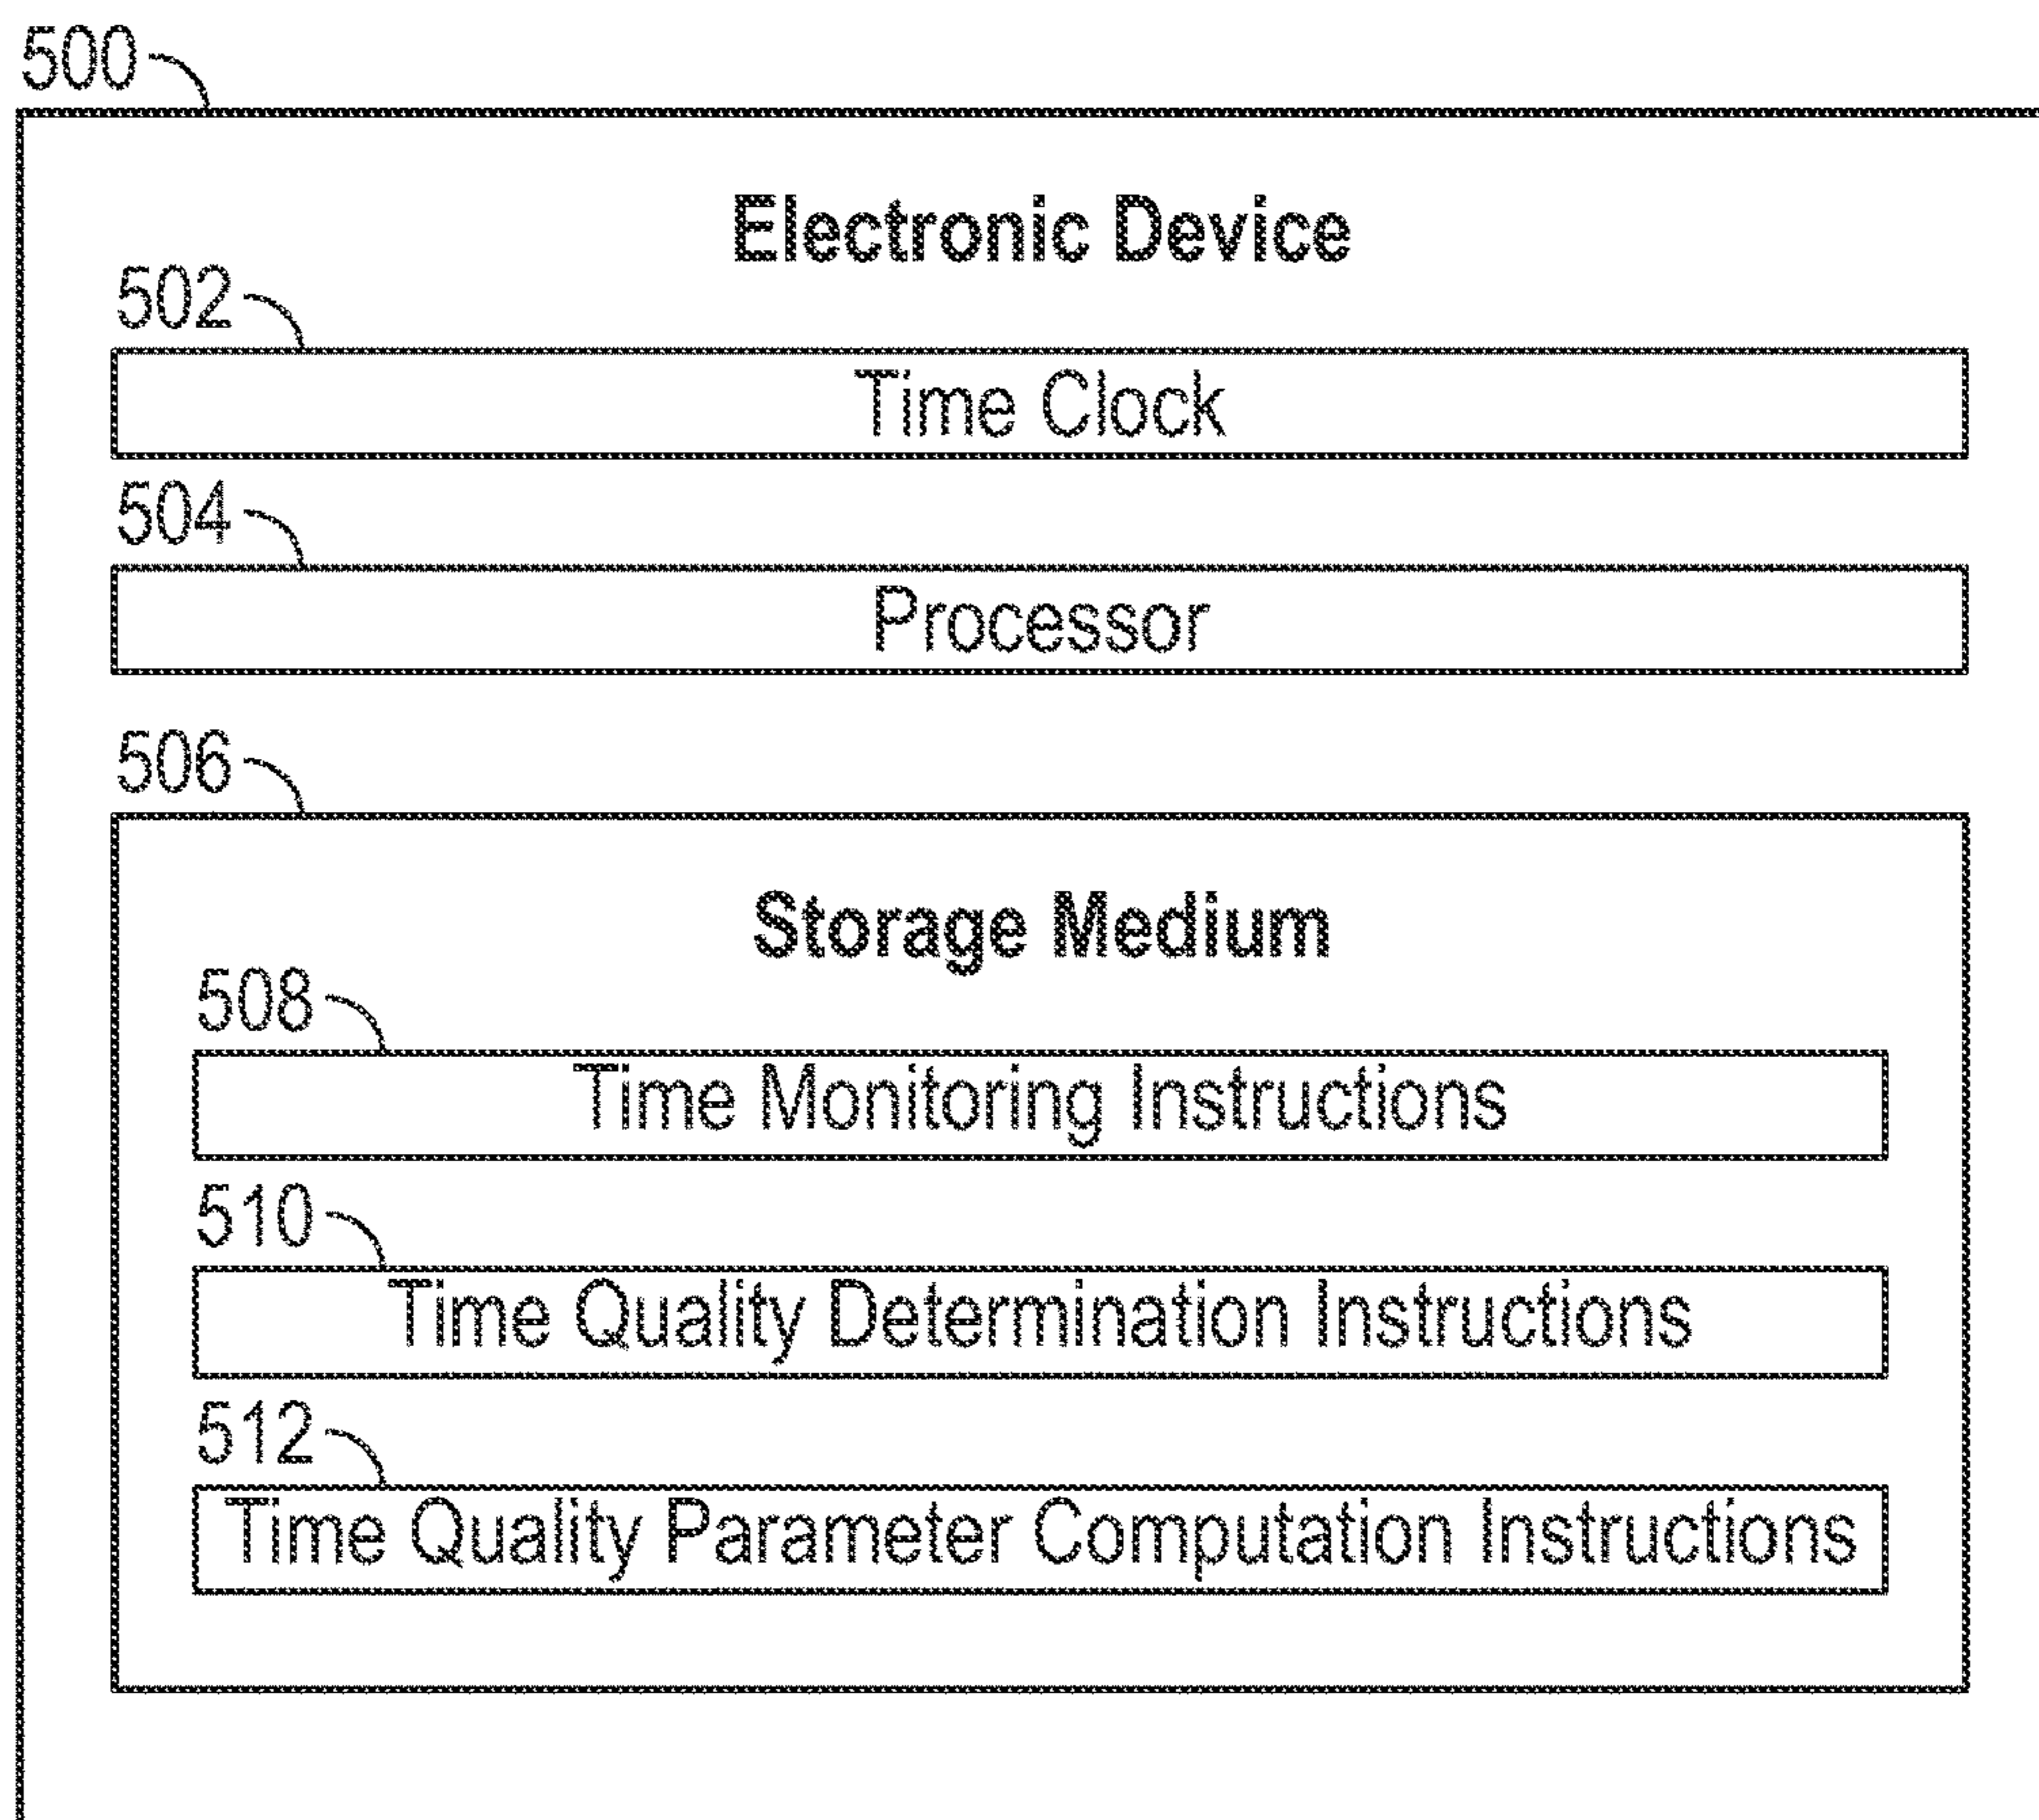 500
Electronic Device
502
Time Clock
504
Processor
506
Storage Medium
508
Time Monitoring Instructions
510
Time Quality Determination Instructions
512
Time Quality Parameter Computation Instructions